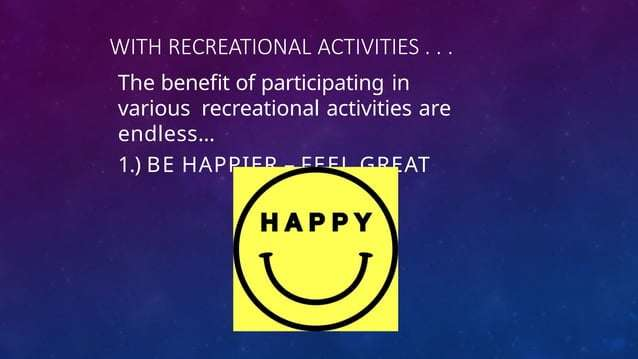 WITH RECREATIONAL ACTIVITIES . . .
The benefit of participating in
various recreational activities are
endless...
1.) BE HAPPIER – FEEL GREAT
HAPPY